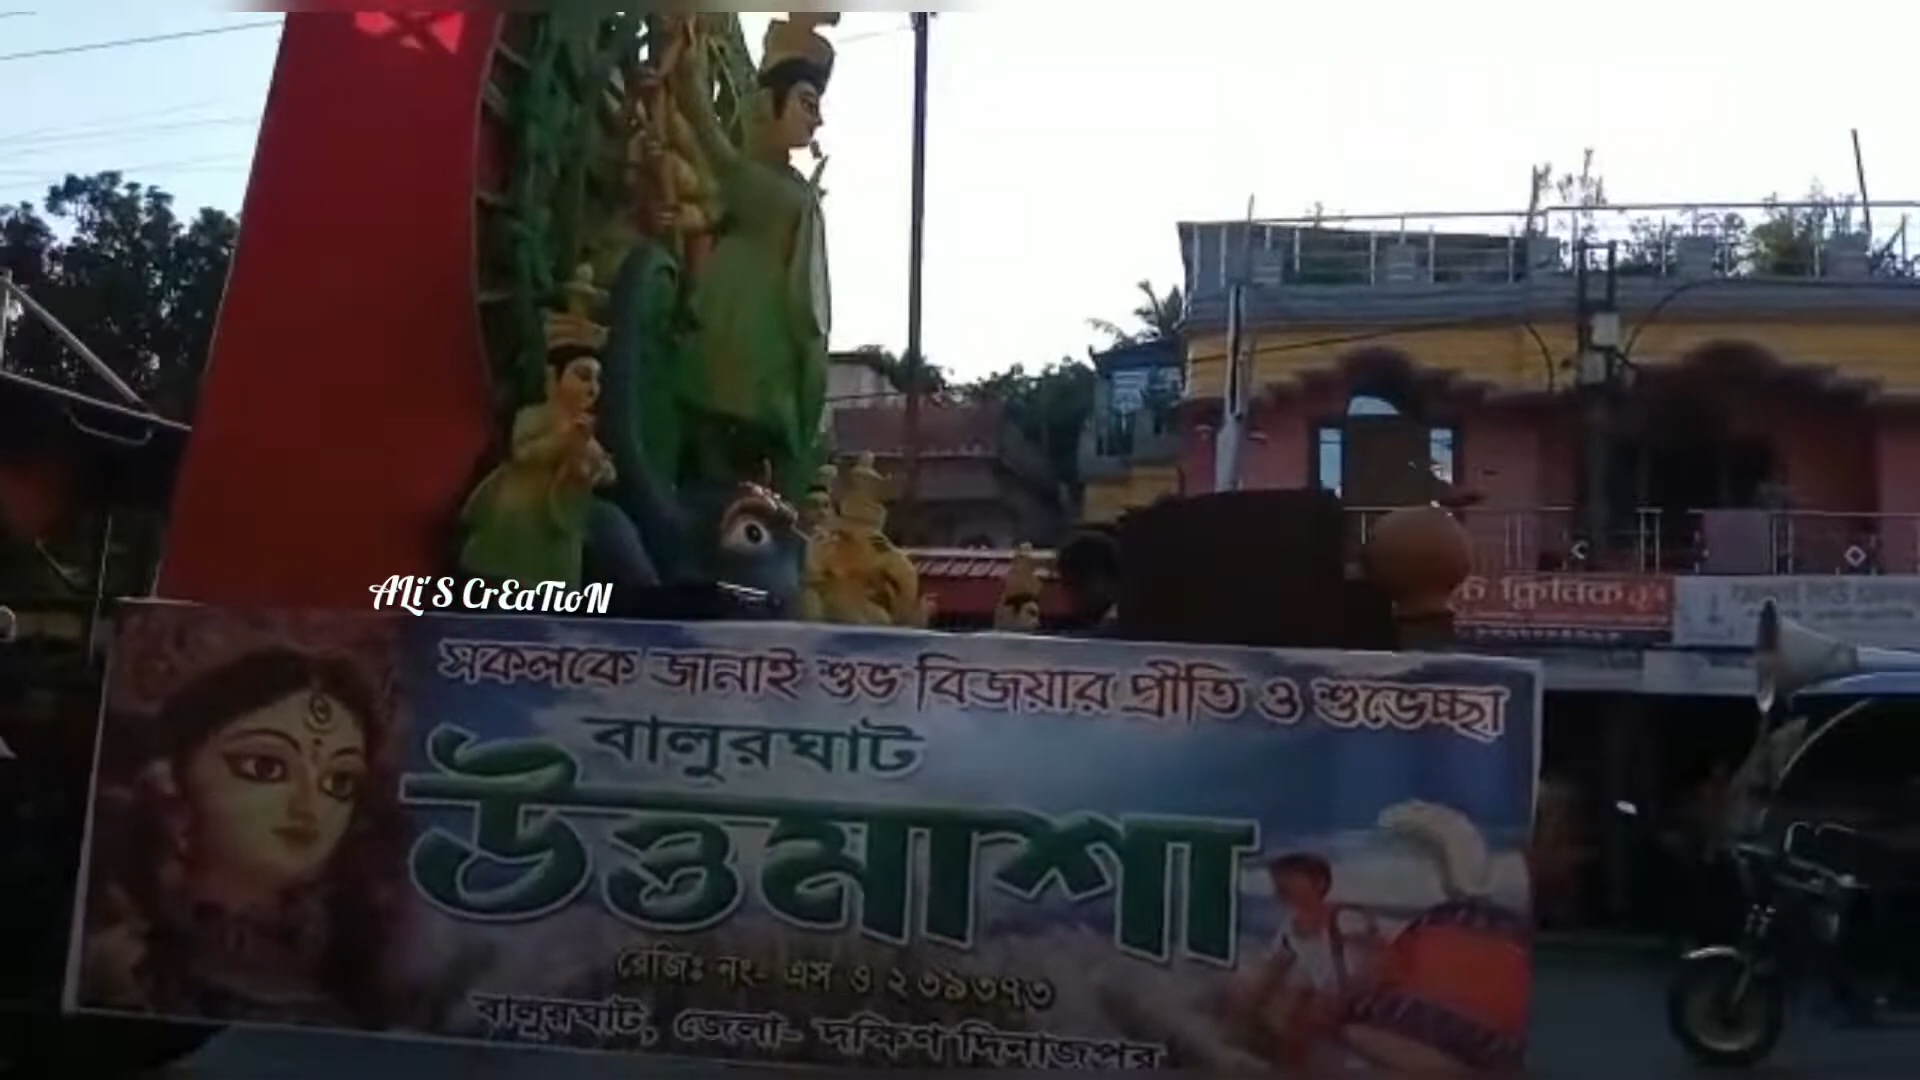 ALi'S CrEaTioN
সকলকে জানাই শুভ বিজয়ার প্রীতি ও শুভেচ্ছা
বালুরঘাট
উত্তমাশা
রেজিঃ নং- এস ও ২৩৯৩৭৩
বালুরঘাট, জেলা- দক্ষিণ দিনাজপুর
ক্লিনিক